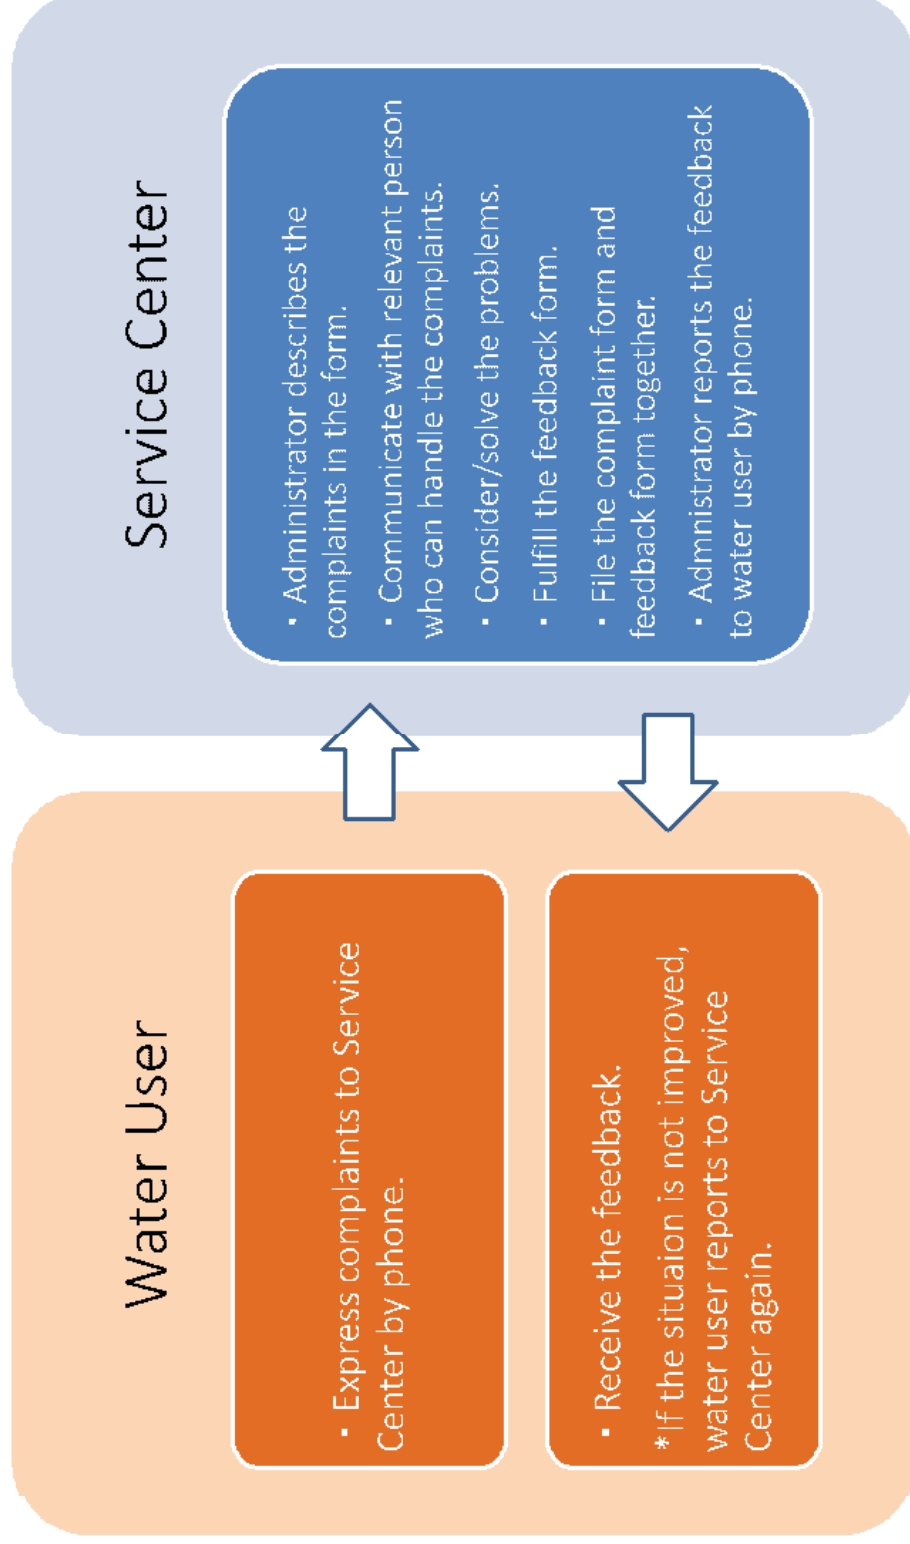 Water User
▪ Express complaints to Service
Center by phone.
▪ Receive the feedback.
*If the situaion is not improved,
water user reports to Service
Center again.
Service Center
▪ Administrator describes the
complaints in the form.
▪ Communicate with relevant person
who can handle the complaints.
▪ Consider/solve the problems.
▪ Fulfill the feedback form.
▪ File the complaint form and
feedback form together.
▪ Admnistrator reports the feedback
to water user by phone.